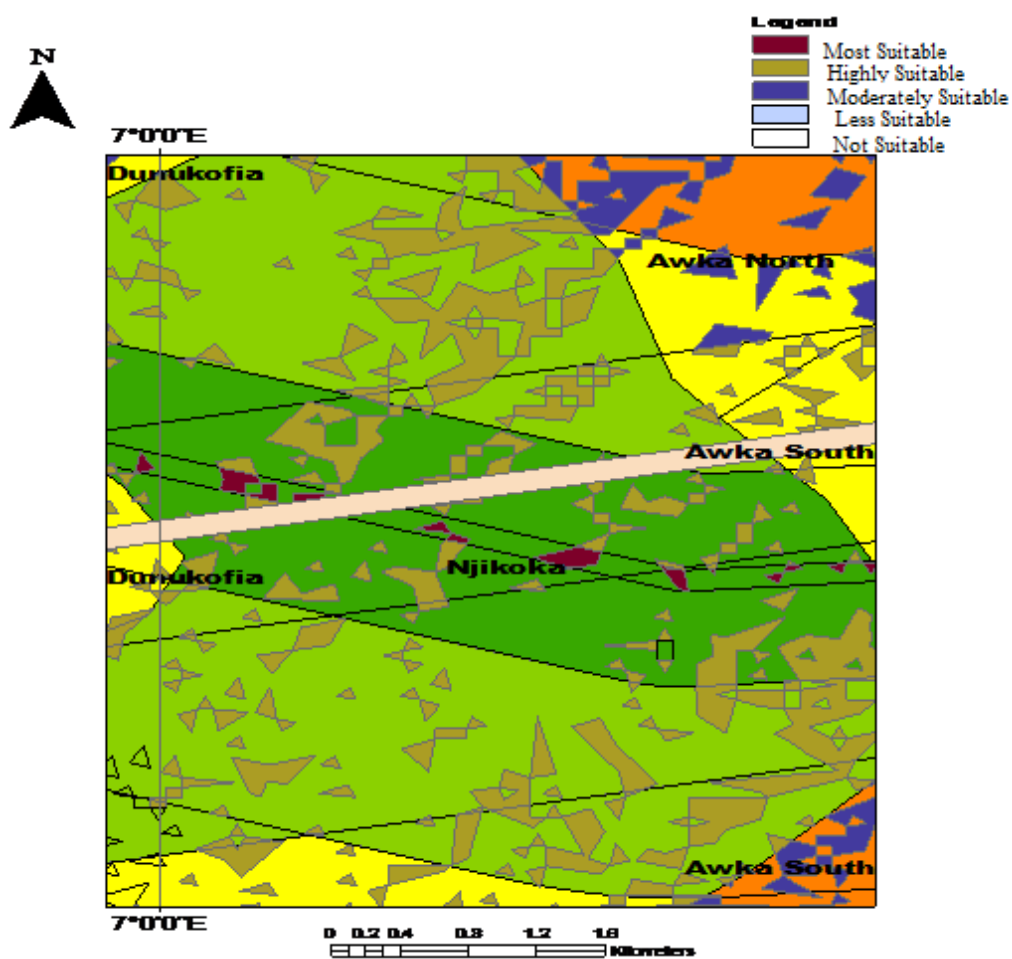 Legend
N
Most Suitable
Highly Suitable
Moderately Suitable
Less Suitable
Not Suitable
7°0'0"E
Dunukofia
Awka North
Awka South
Njikoka
Dunukofia
Awka South
7°0'0"E
0 0.2 0.4 0.8 1.2 1.6
Kilometers